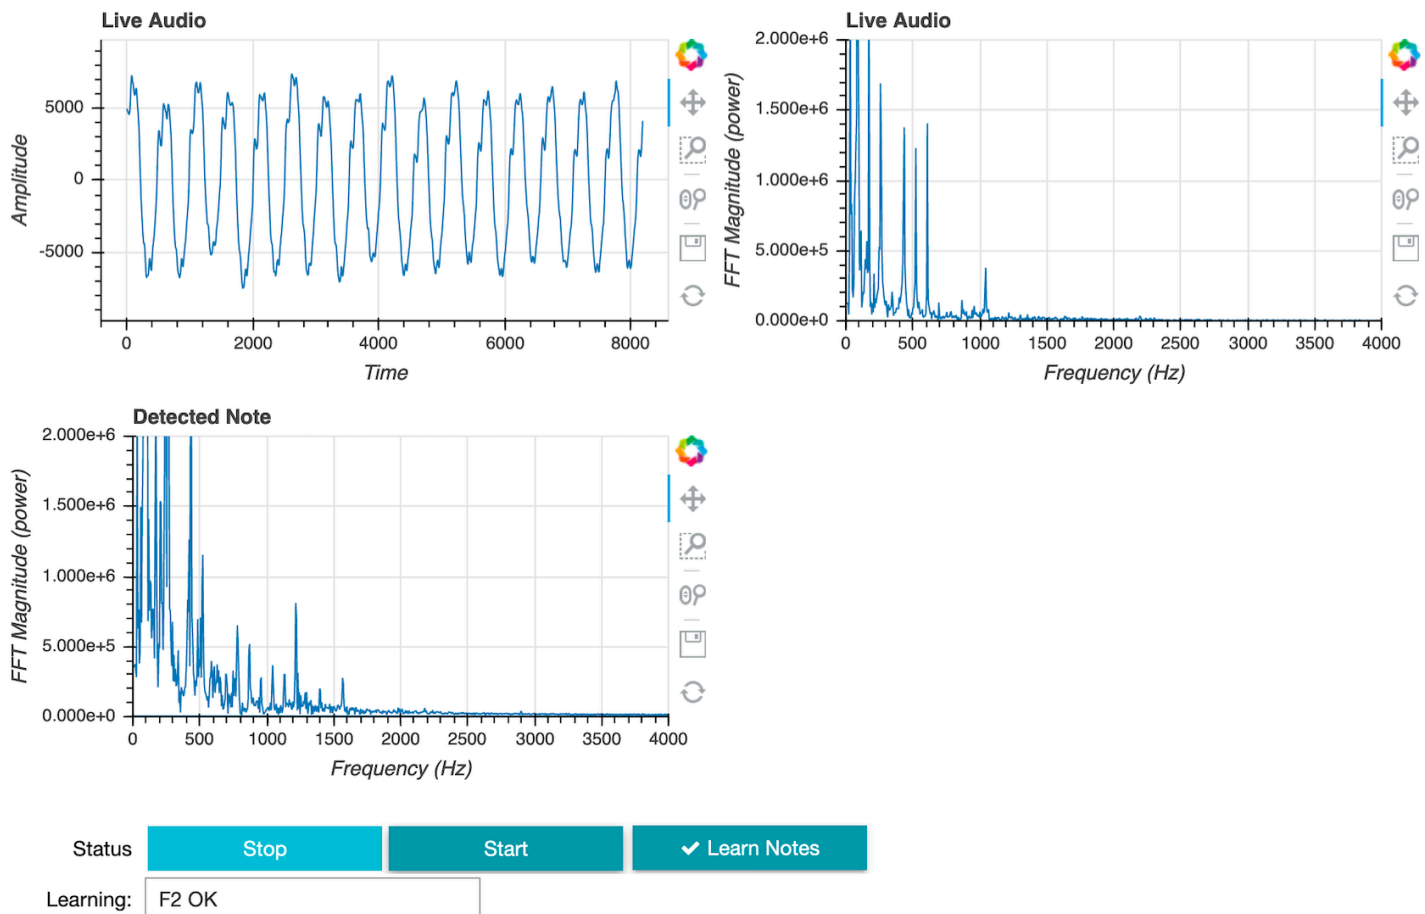 Live Audio
Amplitude
5000
0
-5000
0 2000 4000 6000 8000
Time
Live Audio
FFT Magnitude (power)
2.000e+6
1.500e+6
1.000e+6
5.000e+5
0.000e+0
0 500 1000 1500 2000 2500 3000 3500 4000
Frequency (Hz)
Detected Note
FFT Magnitude (power)
2.000e+6
1.500e+6
1.000e+6
5.000e+5
0.000e+0
0 500 1000 1500 2000 2500 3000 3500 4000
Frequency (Hz)
Status Stop Start Learn Notes
Learning: F2 OK